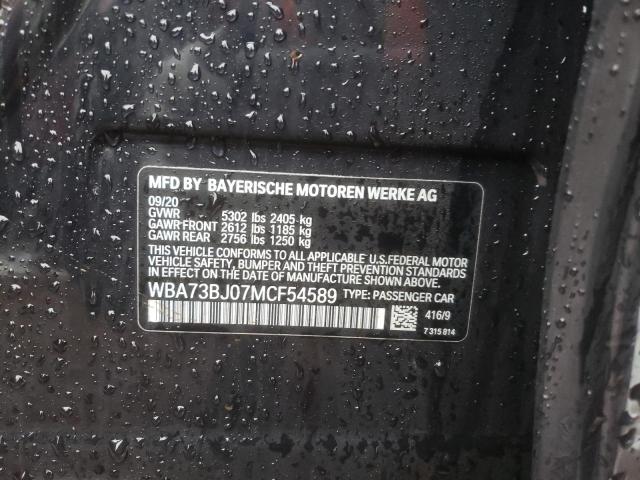 MFD BY BAYERISCHE MOTOREN WERKE AG
09/20
GVWR 5302 lbs 2405 kg
GAWR FRONT 2612 lbs 1185 kg
GAWR REAR 2756 lbs 1250 kg
THIS VEHICLE CONFORMS TO ALL APPLICABLE U.S.FEDERAL MOTOR
VEHICLE SAFETY, BUMPER, AND THEFT PREVENTION STANDARDS
IN EFFECT ON THE DATE OF MANUFACTURE SHOWN ABOVE.
WBA73BJ07MCF54589 TYPE: PASSENGER CAR
416/9
7 315 814